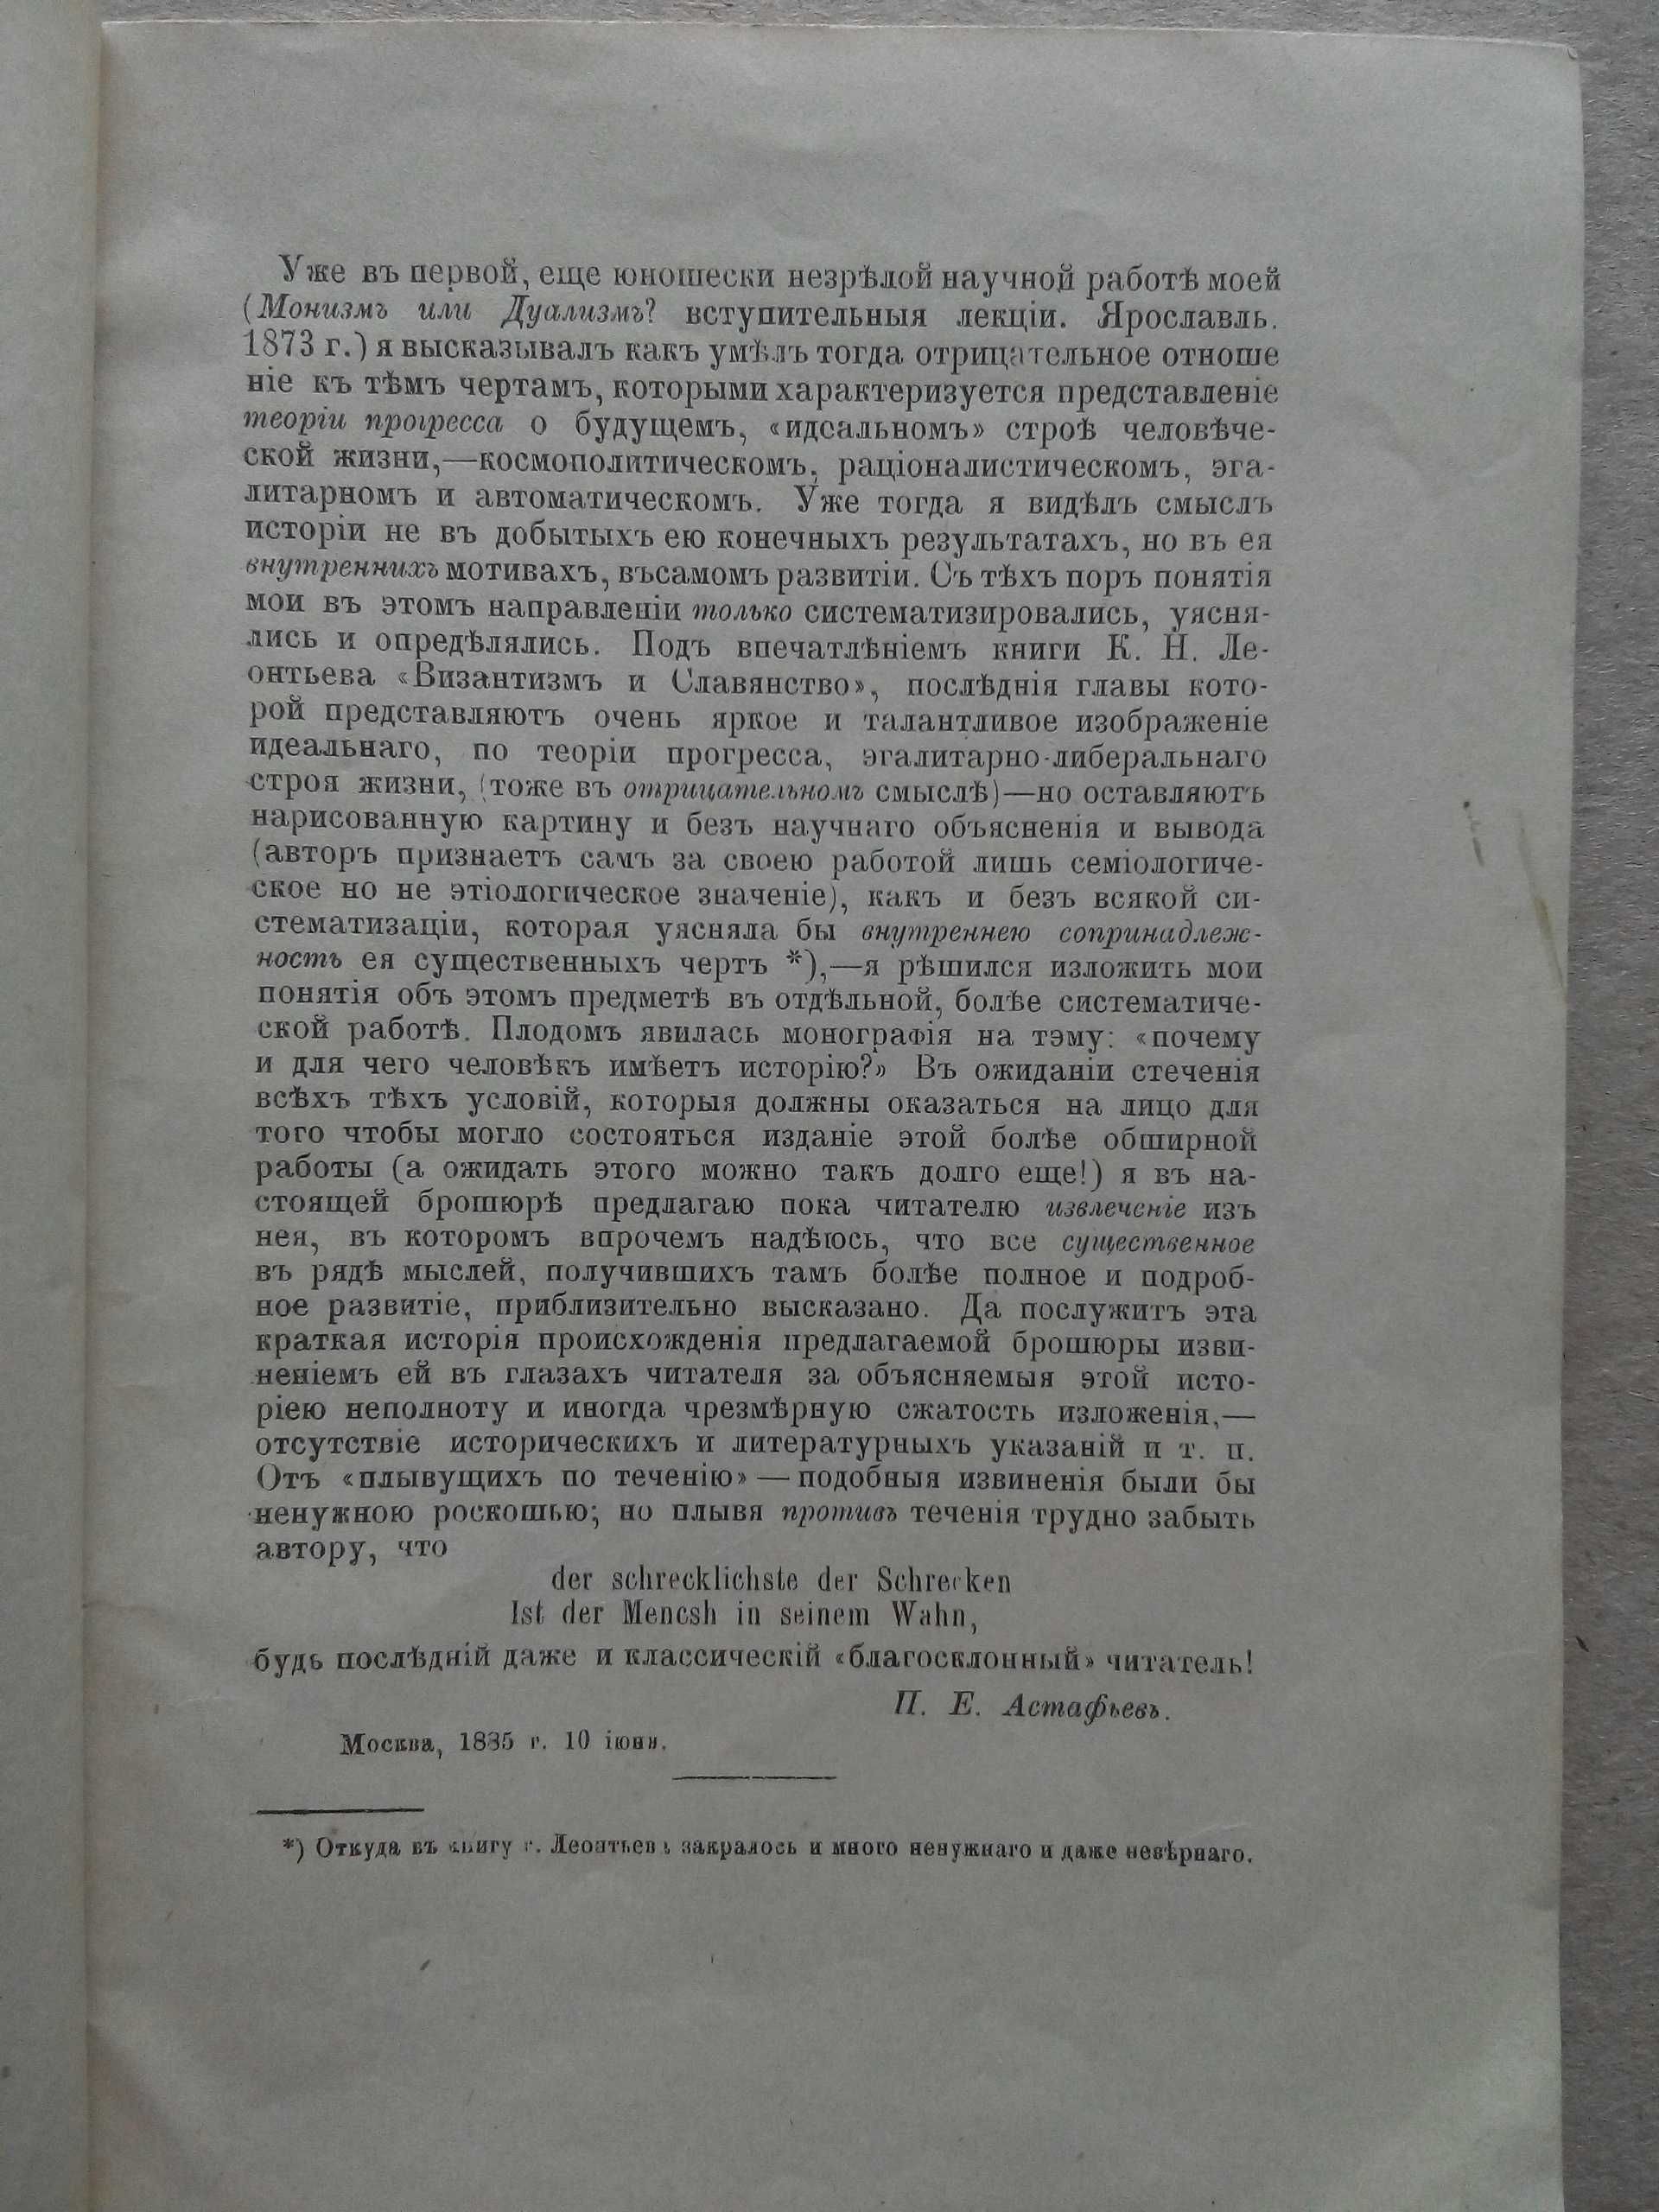 Уже въ первой, еще юношески незрѣлой научной работѣ моей
(Монизмъ или Дуализмъ? вступительныя лекціи. Ярославль.
1873 г.) я высказывалъ какъ умѣлъ тогда отрицательное отноше
ніе къ тѣмъ чертамъ, которыми характеризуется представленіе
теоріи прогресса о будущемъ, «идеальномъ» строѣ человѣче-
ской жизни,—космополитическомъ, раціоналистическомъ, эга-
литарномъ и автоматическомъ. Уже тогда я видѣлъ смыслъ
исторіи не въ добытыхъ ею конечныхъ результатахъ, но въ ея
внутреннихъ мотивахъ, въсамомъ развитіи. Съ тѣхъ поръ понятія
мои въ этомъ направленіи только систематизировались, уясня-
лись и опредѣлялись. Подъ впечатлѣніемъ книги К. Н. Ле-
онтьева «Византизмъ и Славянство», послѣднія главы кото-
рой представляютъ очень яркое и талантливое изображеніе
идеальнаго, по теоріи прогресса, эгалитарно-либеральнаго
строя жизни, (тоже въ отрицательномъ смыслѣ)—но оставляютъ
нарисованную картину и безъ научнаго объясненія и вывода
(авторъ признаетъ самъ за своею работой лишь семіологиче-
ское но не этіологическое значеніе), какъ и безъ всякой си-
стематизаціи, которая уясняла бы внутреннею сопринадлеж-
ность ея существенныхъ чертъ *),—я рѣшился изложить мои
понятія объ этомъ предметѣ въ отдѣльной, болѣе систематиче-
ской работѣ. Плодомъ явилась монографія на тэму: «почему
и для чего человѣкъ имѣетъ исторію?» Въ ожиданіи стеченія
всѣхъ тѣхъ условій, которыя должны оказаться на лицо для
того чтобы могло состояться изданіе этой болѣе обширной
работы (а ожидать этого можно такъ долго еще!) я въ на-
стоящей брошюрѣ предлагаю пока читателю извлеченіе изъ
нея, въ которомъ впрочемъ надѣюсь, что все существенное
въ рядѣ мыслей, получившихъ тамъ болѣе полное и подроб-
ное развитіе, приблизительно высказано. Да послужитъ эта
краткая исторія происхожденія предлагаемой брошюры изви-
неніемъ ей въ глазахъ читателя за объясняемыя этой исто-
ріею неполноту и иногда чрезмѣрную сжатость изложенія,—
отсутствіе историческихъ и литературныхъ указаній и т. п.
Отъ «плывущихъ по теченію» — подобныя извиненія были бы
ненужною роскошью; но плывя противъ теченія трудно забыть
автору, что
der schrecklichste der Schrecken
Ist der Mencsh in seinem Wahn,
будь послѣдній даже и классическій «благосклонный» читатель!
П. Е. Астафьевъ.
Москва, 1885 г. 10 іюня.
*) Откуда въ книгу г. Леонтьева закралось и много ненужнаго и даже невѣрнаго.